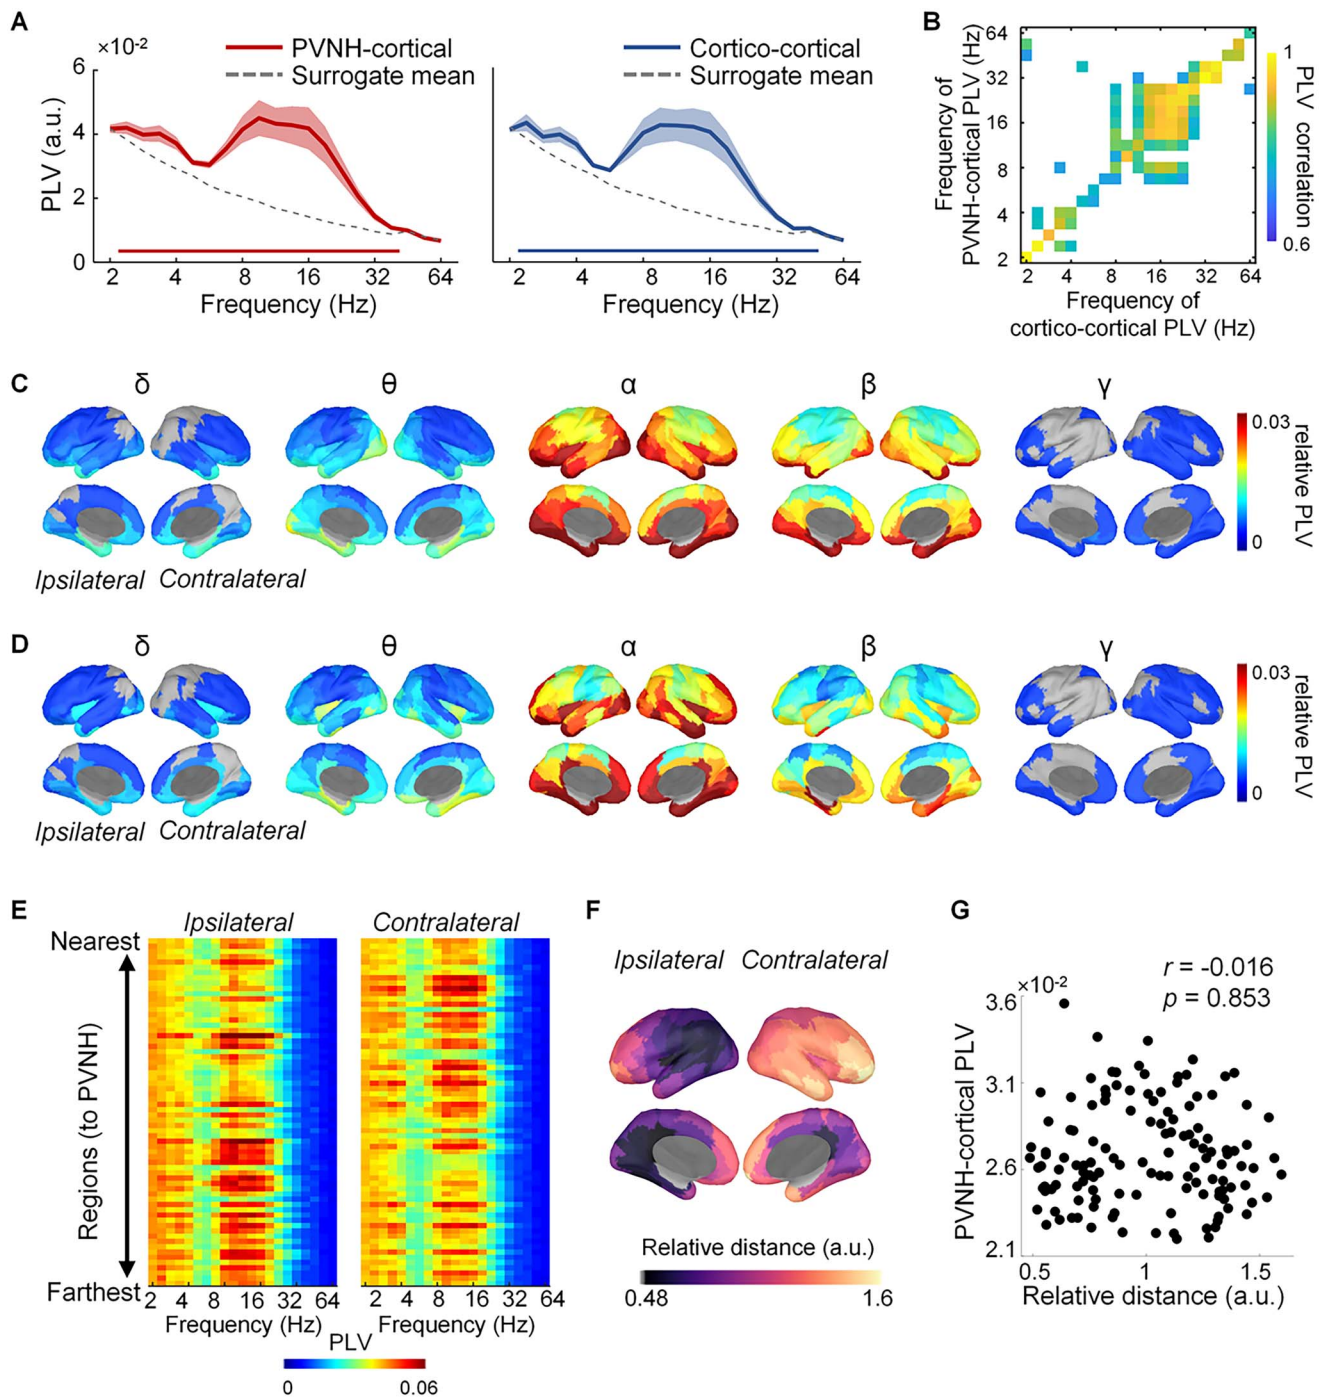 A
×10⁻²
PVNH-cortical
Surrogate mean
Cortico-cortical
Surrogate mean
PLV (a.u.)
6
4
2
0
2 4 8 16 32 64
Frequency (Hz)
2 4 8 16 32 64
Frequency (Hz)
B
Frequency of
PVNH-cortical PLV (Hz)
64
32
16
8
4
2
2 4 8 16 32 64
Frequency of
cortico-cortical PLV (Hz)
1
0.6
PLV correlation
C
δ θ α β γ
0.03
0
relative PLV
Ipsilateral Contralateral
D
δ θ α β γ
0.03
0
relative PLV
Ipsilateral Contralateral
E
Ipsilateral Contralateral
Nearest
Regions (to PVNH)
Farthest
2 4 8 16 32 64
Frequency (Hz)
2 4 8 16 32 64
Frequency (Hz)
PLV
0 0.06
F
Ipsilateral Contralateral
Relative distance (a.u.)
0.48 1.6
G
r = -0.016
p = 0.853
×10⁻²
PVNH-cortical PLV
3.6
3.1
2.6
2.1
0.5 1 1.5
Relative distance (a.u.)